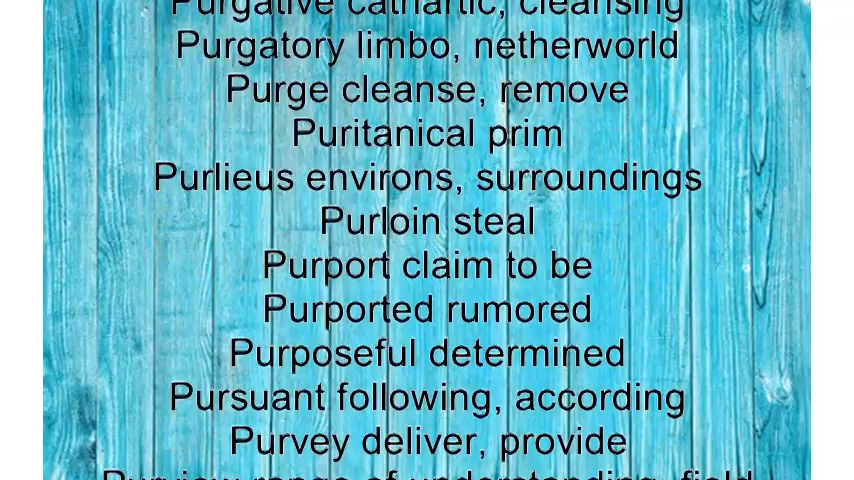 Purgative cathartic, cleansing
Purgatory limbo, netherworld
Purge cleanse, remove
Puritanical prim
Purlieus environs, surroundings
Purloin steal
Purport claim to be
Purported rumored
Purposeful determined
Pursuant following, according
Purvey deliver, provide
Purview range of understanding, field